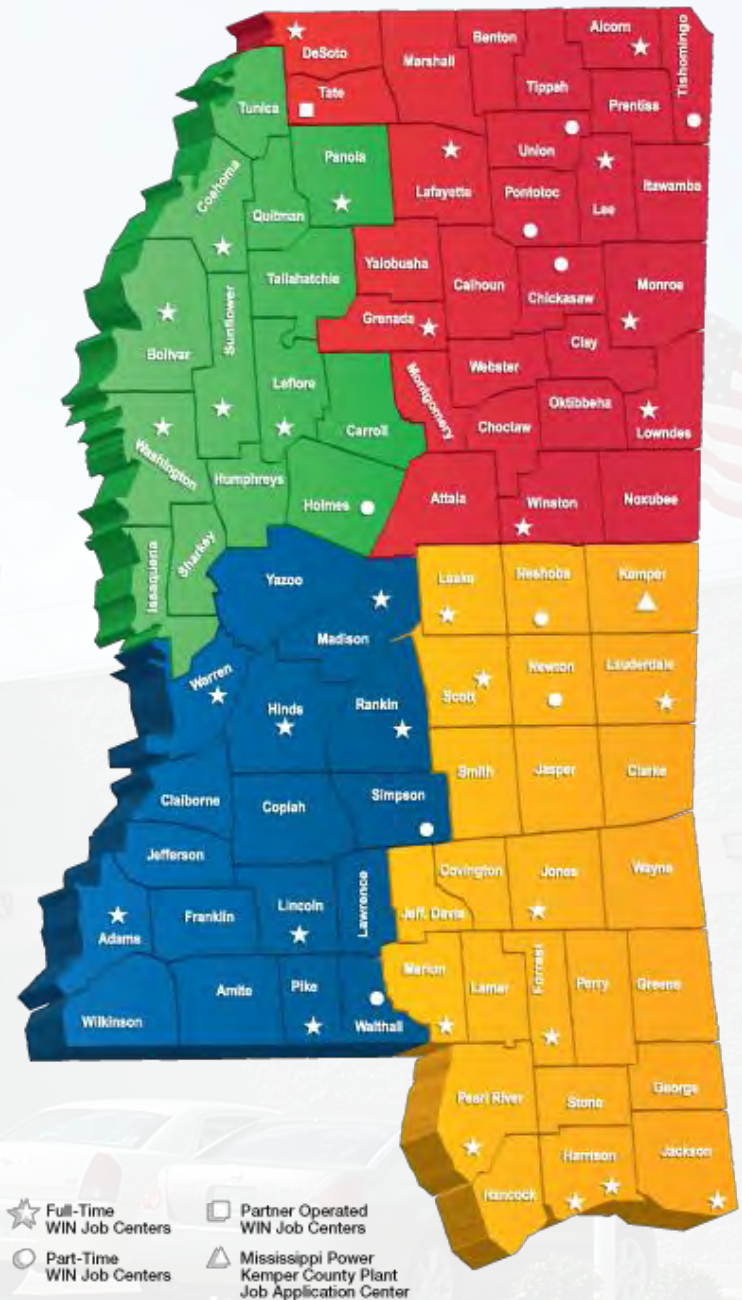 DeSoto
Marshall
Benton
Alcorn
Tishomingo
Tate
Tippah
Prentiss
Tunica
Panola
Lafayette
Union
Pontotoc
Lee
Itawamba
Coahoma
Quitman
Yalobusha
Calhoun
Chickasaw
Monroe
Tallahatchie
Grenada
Clay
Bolivar
Sunflower
Leflore
Carroll
Montgomery
Webster
Choctaw
Oktibbeha
Lowndes
Washington
Humphreys
Holmes
Attala
Winston
Noxubee
Issaquena
Sharkey
Yazoo
Madison
Leake
Neshoba
Kemper
Warren
Hinds
Rankin
Scott
Newton
Lauderdale
Claiborne
Copiah
Simpson
Smith
Jasper
Clarke
Jefferson
Lawrence
Covington
Jones
Wayne
Adams
Franklin
Lincoln
Jeff. Davis
Marion
Lamar
Forrest
Perry
Greene
Wilkinson
Amite
Pike
Walthall
Pearl River
Stone
George
Hancock
Harrison
Jackson
Full-Time
WIN Job Centers
Partner Operated
WIN Job Centers
Part-Time
WIN Job Centers
Mississippi Power
Kemper County Plant
Job Application Center